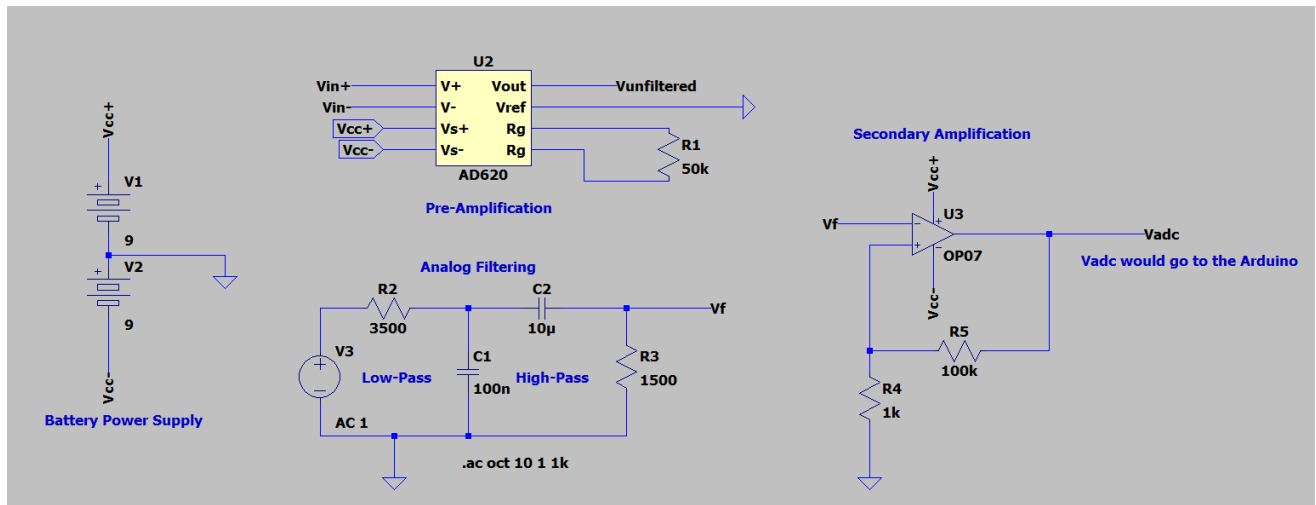 U2
Vin+ V+ Vout Vunfiltered
Vin- V- Vref
Vcc+ Vs+ Rg
Vcc- Vs- Rg
R1
50k
AD620
Pre-Amplification
Vcc+
+ V1
9
+ V2
9
Vcc-
Battery Power Supply
Analog Filtering
R2
3500
C2
10µ
Vf
V3
+
−
AC 1
Low-Pass
C1
100n
High-Pass
R3
1500
.ac oct 10 1 1k
Secondary Amplification
Vcc+
U3
Vf
−
+
+
−
OP07
Vcc-
Vadc
Vadc would go to the Arduino
R5
100k
R4
1k